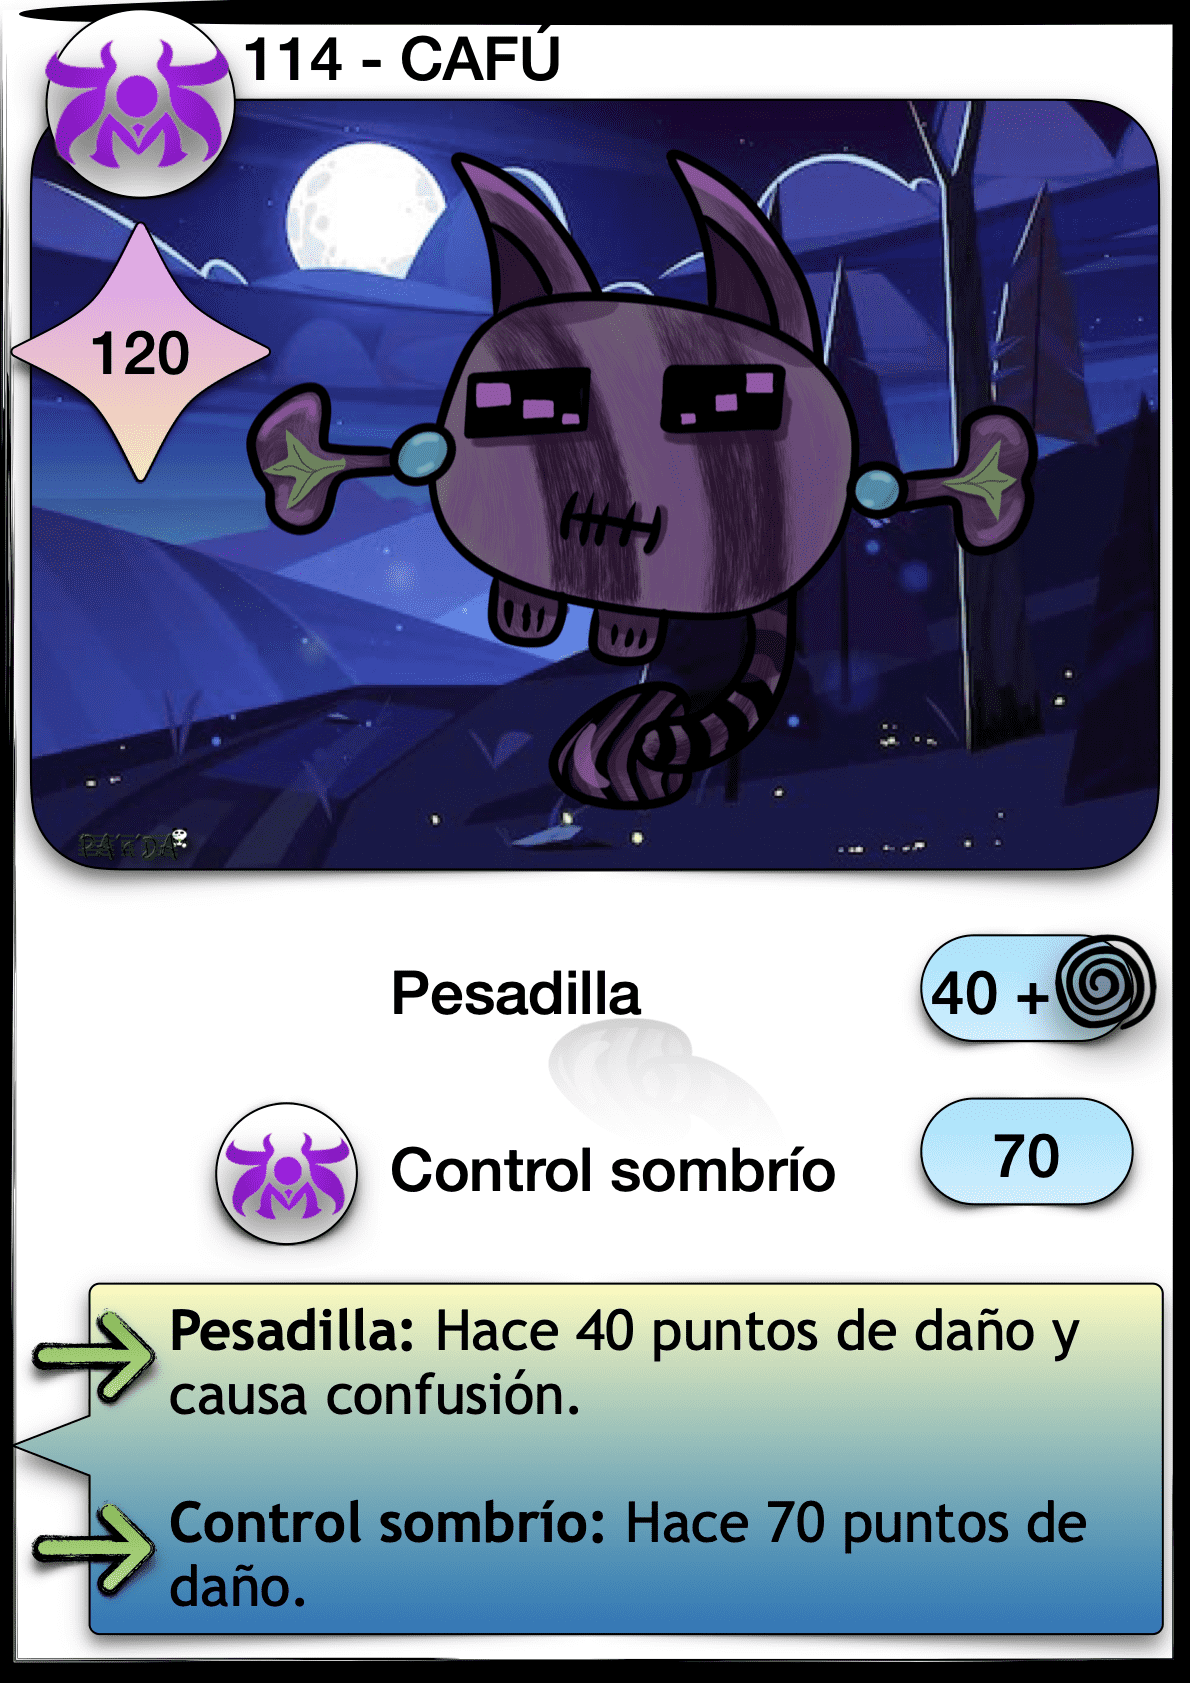 114 - CAFÚ
120
Pesadilla
40 +
Control sombrío
70
Pesadilla: Hace 40 puntos de daño y
causa confusión.
Control sombrío: Hace 70 puntos de
daño.